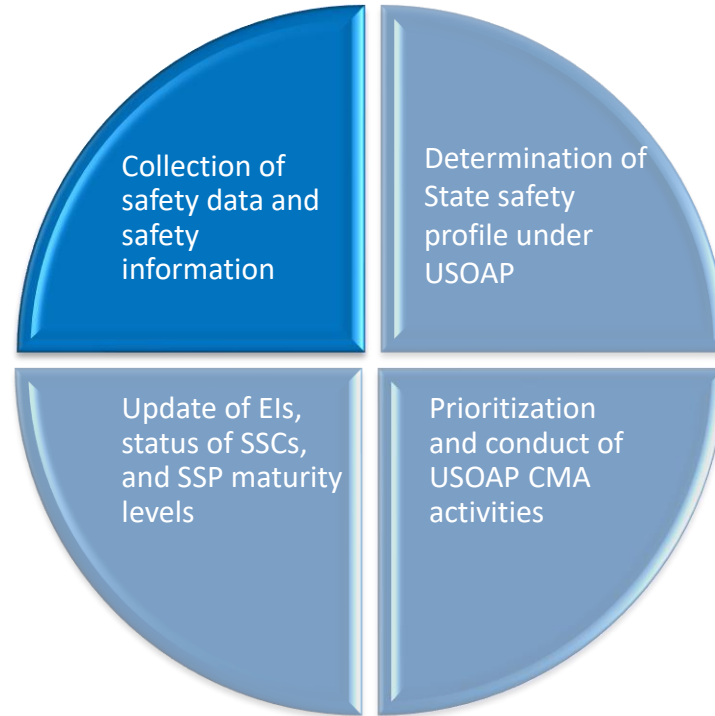 Collection of
safety data and
safety
information
Determination of
State safety
profile under
USOAP
Update of EIs,
status of SSCs,
and SSP maturity
levels
Prioritization
and conduct of
USOAP CMA
activities